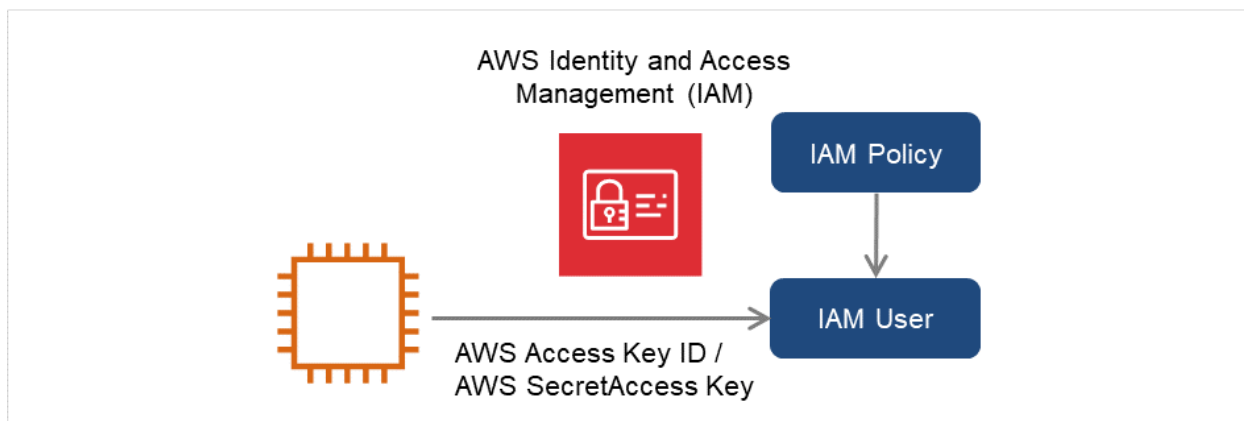 AWS Identity and Access
Management (IAM)
IAM Policy
IAM User
AWS Access Key ID /
AWS SecretAccess Key